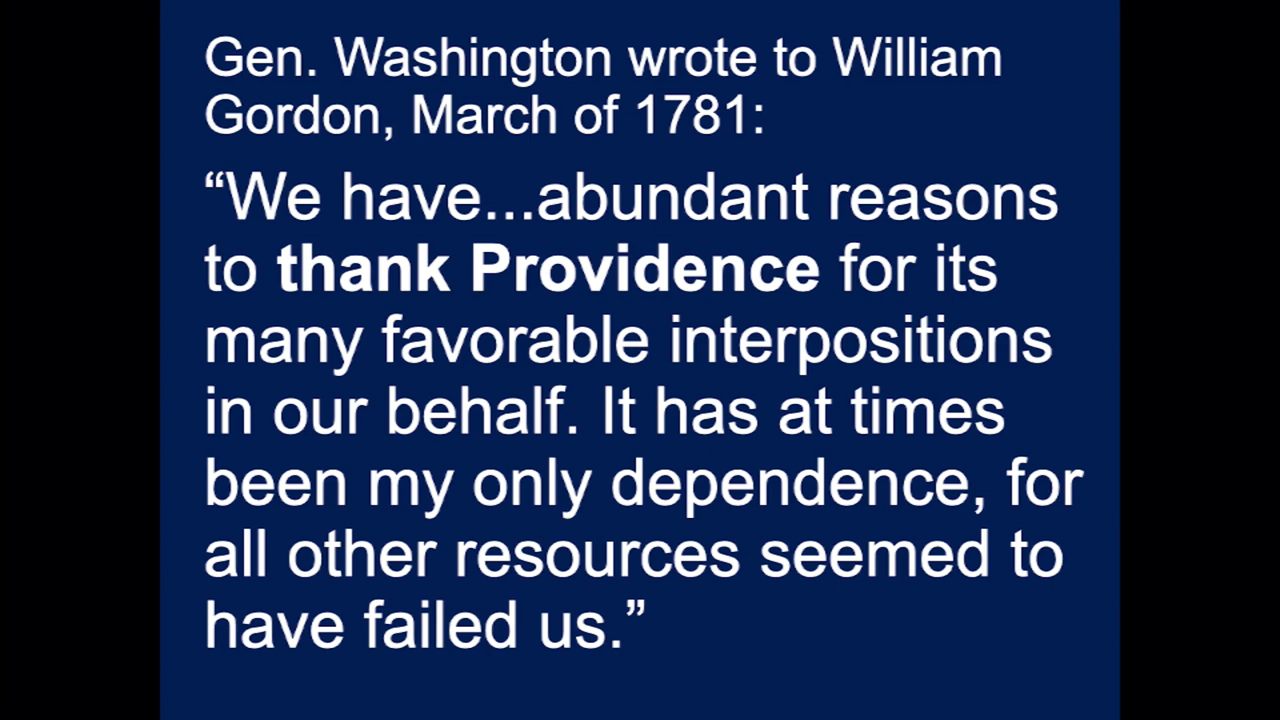 Gen. Washington wrote to William
Gordon, March of 1781:
“We have...abundant reasons
to thank Providence for its
many favorable interpositions
in our behalf. It has at times
been my only dependence, for
all other resources seemed to
have failed us.”